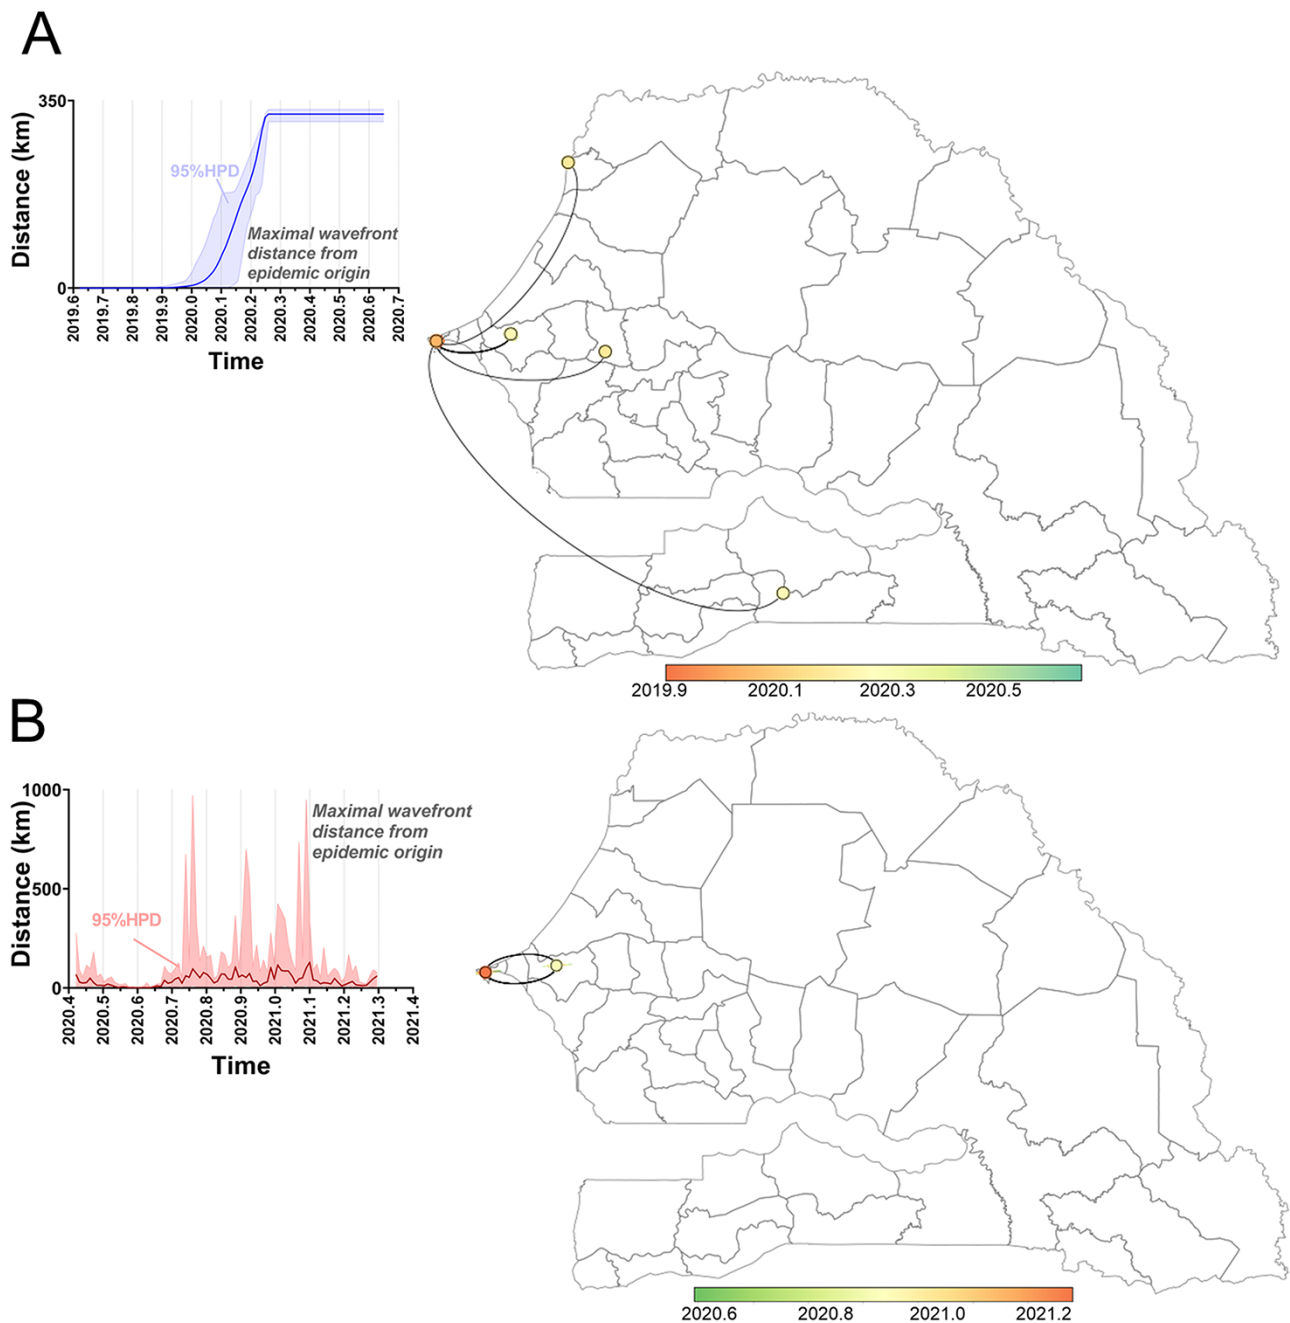 A
350
0
Distance (km)
95%HPD
Maximal wavefront
distance from
epidemic origin
2019.6
2019.7
2019.8
2019.9
2020.0
2020.1
2020.2
2020.3
2020.4
2020.5
2020.6
2020.7
Time
2019.9
2020.1
2020.3
2020.5
B
1000
500
0
Distance (km)
95%HPD
Maximal wavefront
distance from
epidemic origin
2020.4
2020.5
2020.6
2020.7
2020.8
2020.9
2021.0
2021.1
2021.2
2021.3
2021.4
Time
2020.6
2020.8
2021.0
2021.2